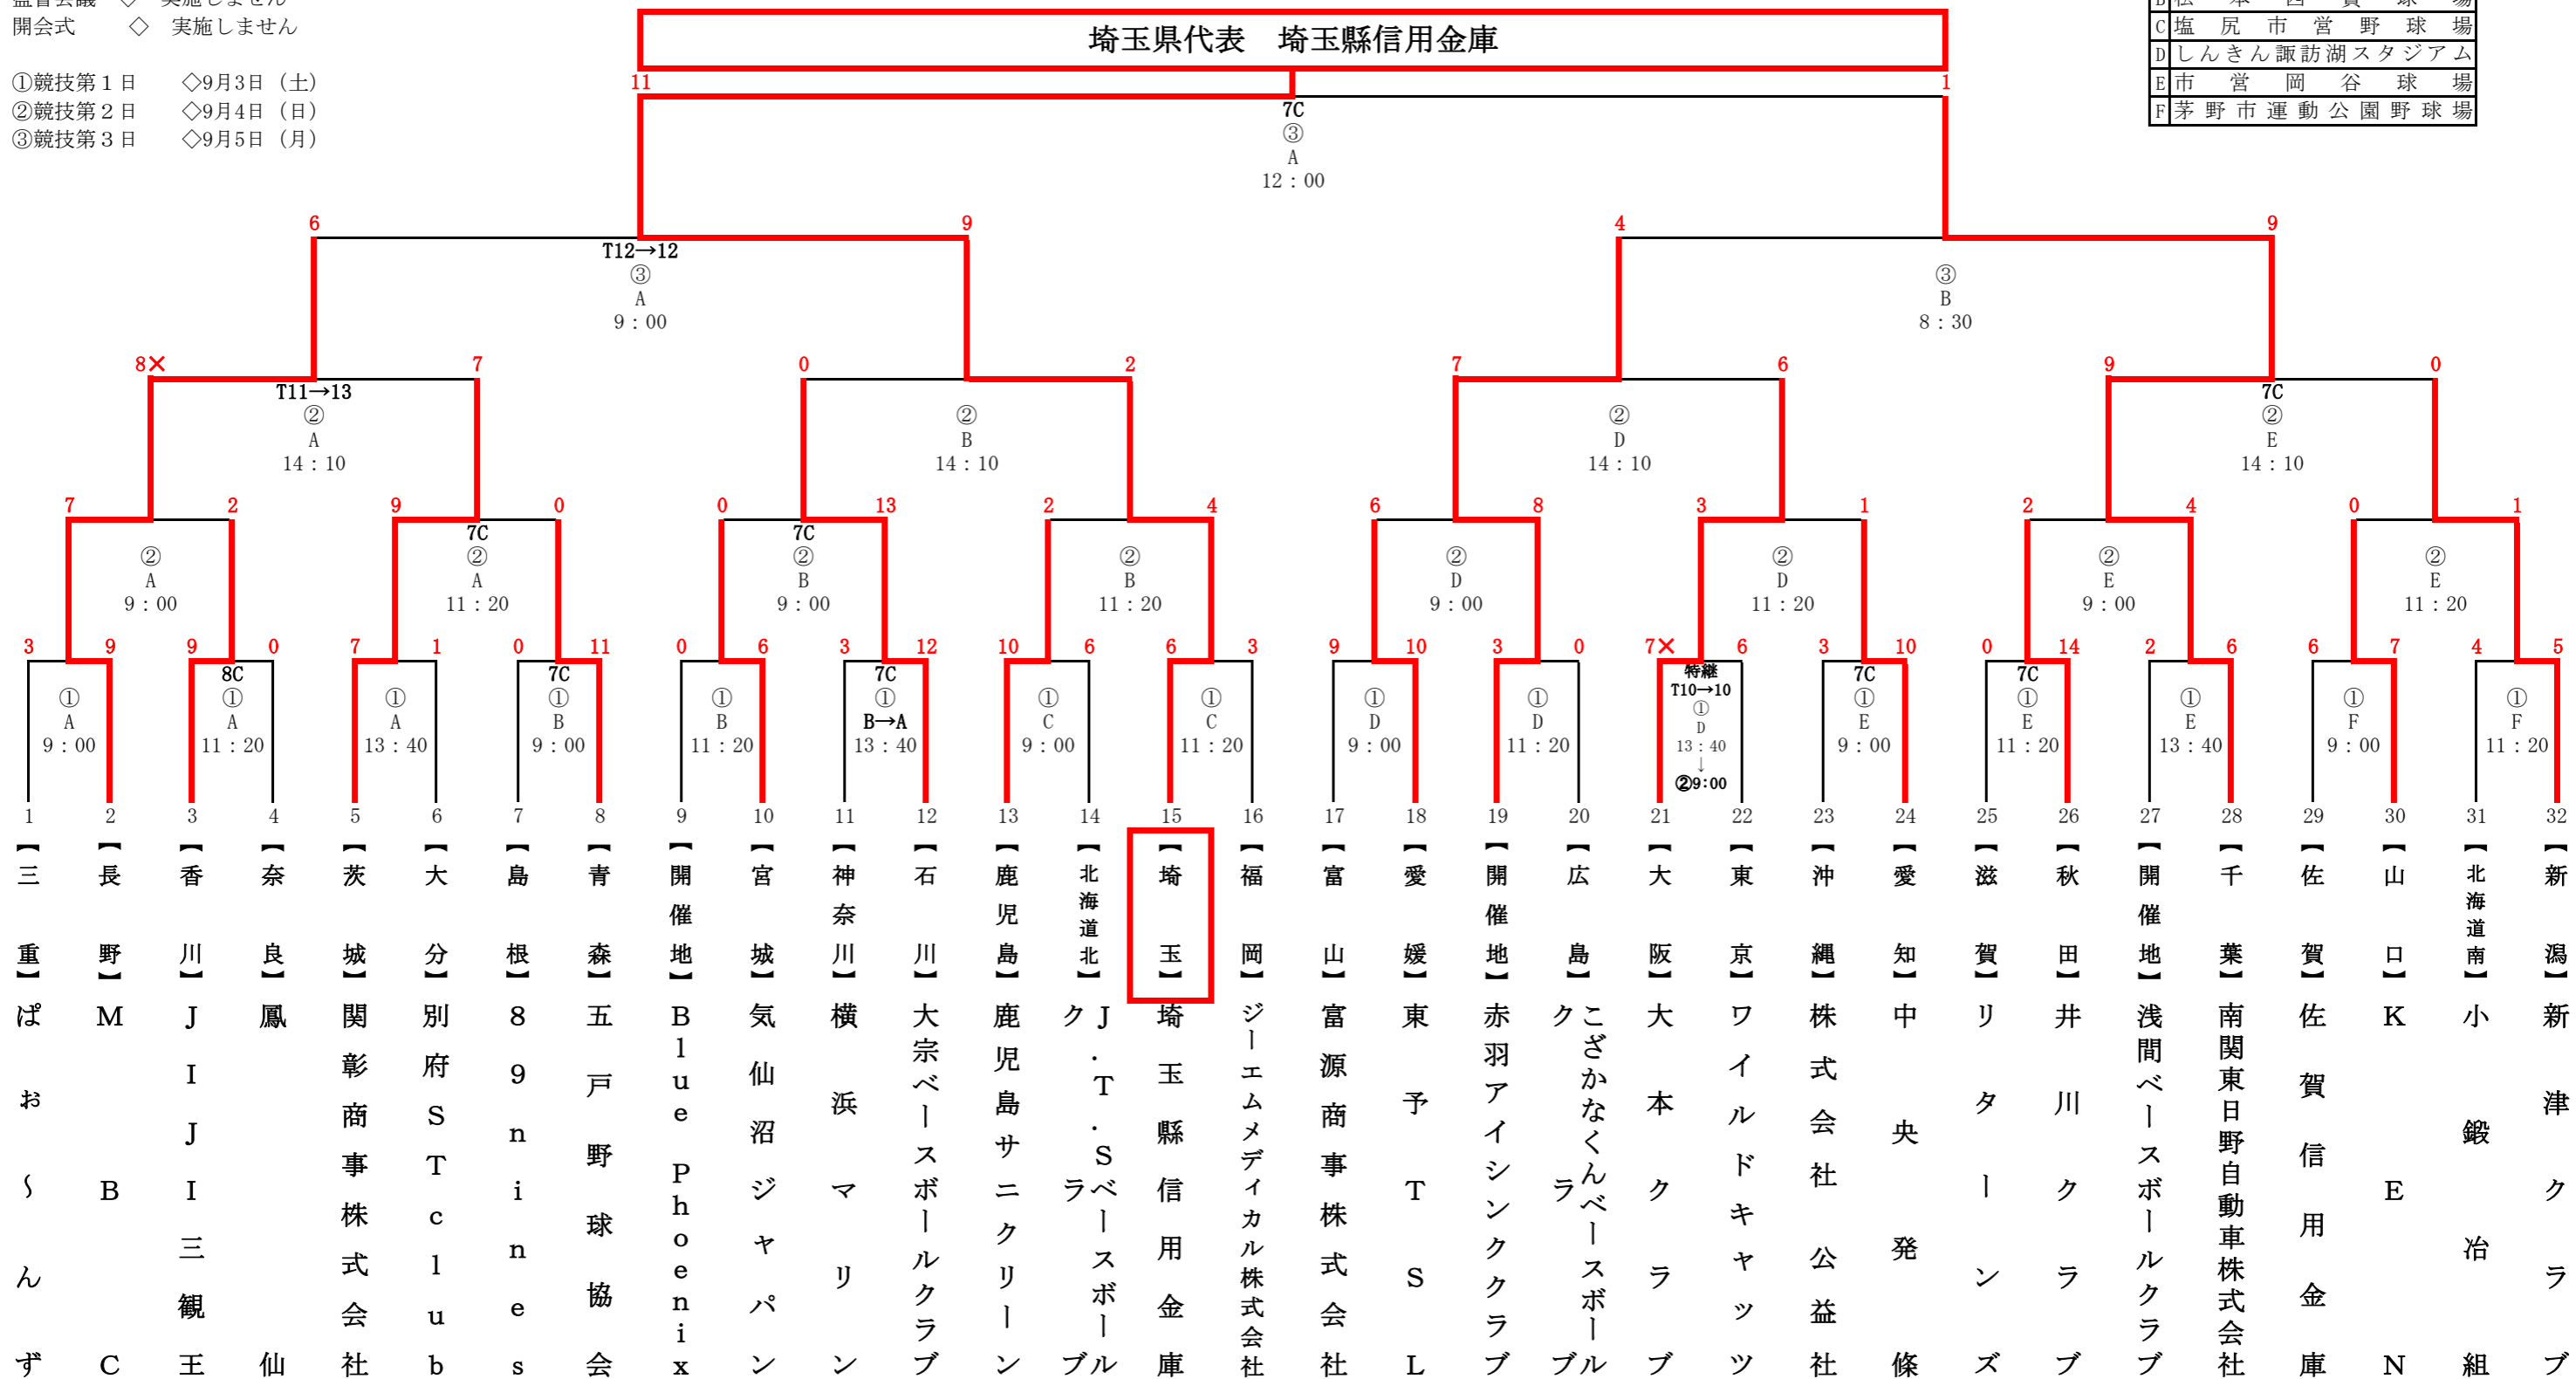 監督会議　◇　実施しません
開会式　◇　実施しません
①競技第１日　◇9月3日（土）
②競技第２日　◇9月4日（日）
③競技第３日　◇9月5日（月）
B 松本四賀球場
C 塩尻市営野球場
D しんきん諏訪湖スタジアム
E 市営岡谷球場
F 茅野市運動公園野球場
埼玉県代表　埼玉縣信用金庫
11 1
7C
③
A
12：00
6 9 4 9
T12→12
③ ③
A B
9：00 8：30
8× 7 0 2 7 6 9 0
T11→13 7C
② ② ② ②
A B D E
14：10 14：10 14：10 14：10
7 2 9 0 0 13 2 4 6 8 3 1 2 4 0 1
7C 7C
② ② ② ② ② ② ② ②
A A B B D D E E
9：00 11：20 9：00 11：20 9：00 11：20 9：00 11：20
3 9 9 0 7 1 0 11 0 6 3 12 10 6 6 3 9 10 3 0 7× 6 3 10 0 14 2 6 6 7 4 5
8C 7C 7C 特継 7C 7C
T10→10
① ① ① ① ① ① ① ① ① ① ① ① ① ① ① ①
A A A B B B→A C C D D D E E E F F
9：00 11：20 13：40 9：00 11：20 13：40 9：00 11：20 9：00 11：20 13：40 9：00 11：20 13：40 9：00 11：20
↓
②9:00
1 2 3 4 5 6 7 8 9 10 11 12 13 14 15 16 17 18 19 20 21 22 23 24 25 26 27 28 29 30 31 32
【三重】ぱぉ～んず
【長野】MBC
【香川】JIJI三観王
【奈良】鳳仙
【茨城】関彰商事株式会社
【大分】別府STclub
【島根】89nines
【青森】五戸野球協会
【開催地】Blue Phoenix
【宮城】気仙沼ジャパン
【神奈川】横浜マリン
【石川】大宗ベースボールクラブ
【鹿児島】鹿児島サニクリーン
【北海道北】J.T.Sベースボールクラブ
【埼玉】埼玉縣信用金庫
【福岡】ジーエムメディカル株式会社
【富山】富源商事株式会社
【愛媛】東予TSL
【開催地】赤羽アイシンククラブ
【広島】こざかなくんベースボールクラブ
【大阪】大本クラブ
【東京】ワイルドキャッツ
【沖縄】株式会社公益社
【愛知】中央発條
【滋賀】リターンズ
【秋田】井川クラブ
【開催地】浅間ベースボールクラブ
【千葉】南関東日野自動車株式会社
【佐賀】佐賀信用金庫
【山口】KEN
【北海道南】小鍛冶組
【新潟】新津クラブ